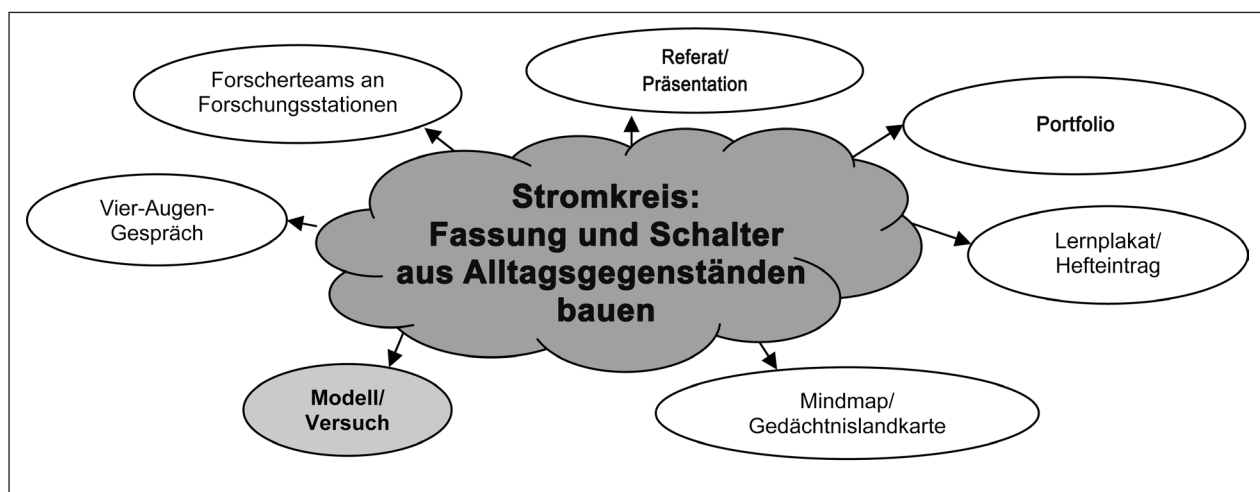 Forscherteams an
Forschungsstationen
Referat/
Präsentation
Portfolio
Vier-Augen-
Gespräch
Stromkreis:
Fassung und Schalter
aus Alltagsgegenständen
bauen
Lernplakat/
Hefteintrag
Modell/
Versuch
Mindmap/
Gedächtnislandkarte